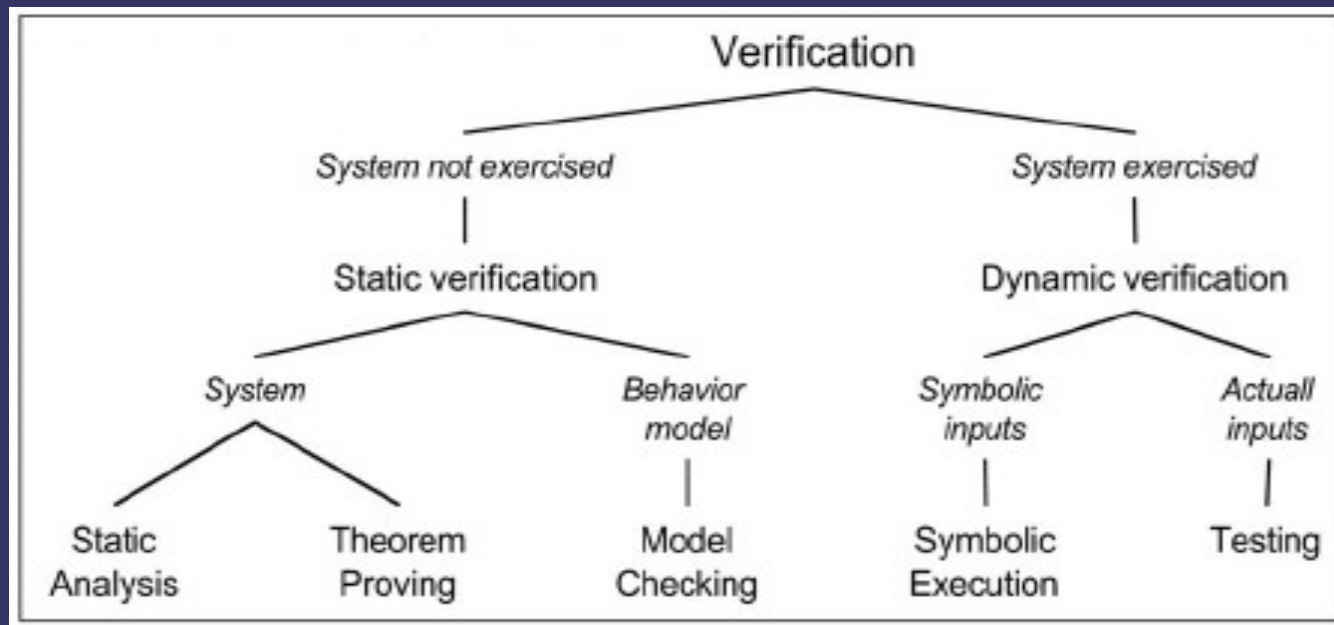 Verification
System not exercised
System exercised
Static verification
Dynamic verification
System
Behavior
model
Symbolic
inputs
Actuall
inputs
Static
Analysis
Theorem
Proving
Model
Checking
Symbolic
Execution
Testing